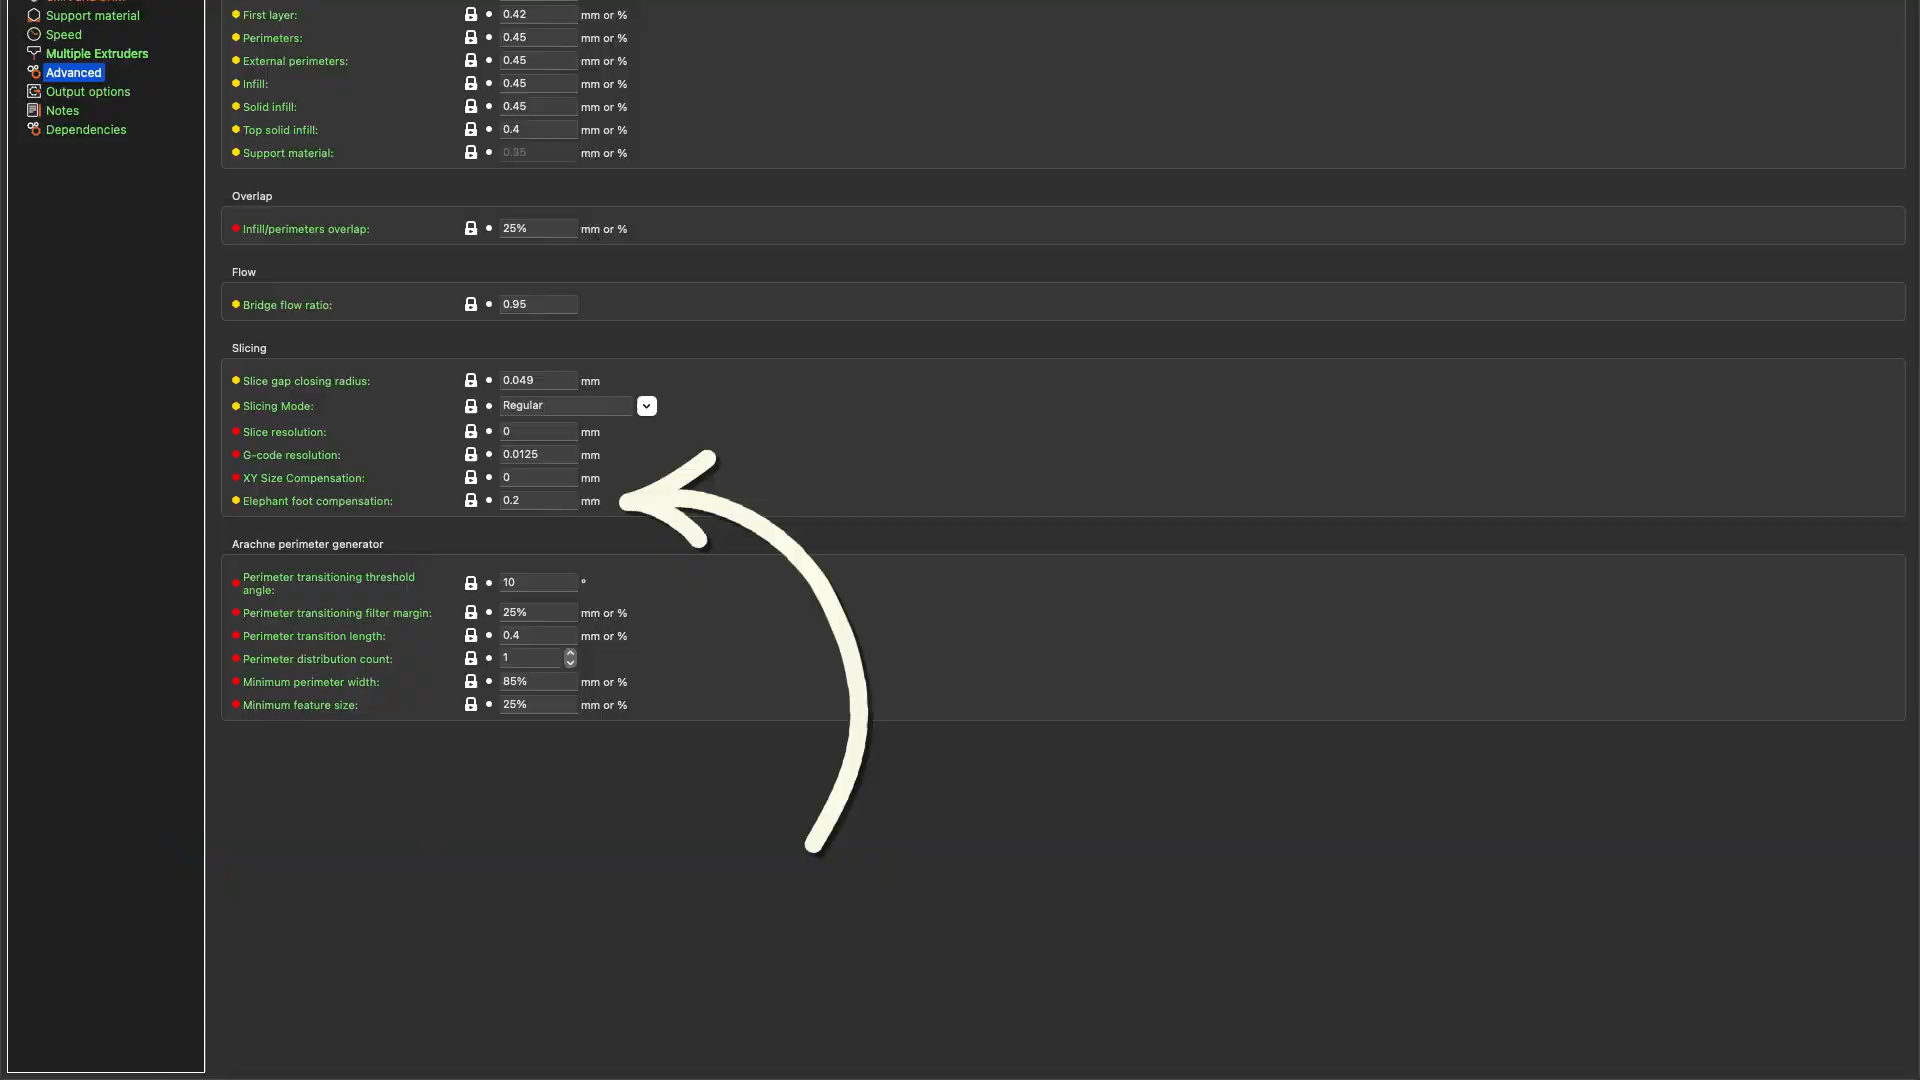 Support material
Speed
Multiple Extruders
Advanced
Output options
Notes
Dependencies
First layer: 0.42 mm or %
Perimeters: 0.45 mm or %
External perimeters: 0.45 mm or %
Infill: 0.45 mm or %
Solid infill: 0.45 mm or %
Top solid infill: 0.4 mm or %
Support material: 0.35 mm or %
Overlap
Infill/perimeters overlap: 25% mm or %
Flow
Bridge flow ratio: 0.95
Slicing
Slice gap closing radius: 0.049 mm
Slicing Mode: Regular
Slice resolution: 0 mm
G-code resolution: 0.0125 mm
XY Size Compensation: 0 mm
Elephant foot compensation: 0.2 mm
Arachne perimeter generator
Perimeter transitioning threshold
angle: 10 °
Perimeter transitioning filter margin: 25% mm or %
Perimeter transition length: 0.4 mm or %
Perimeter distribution count: 1
Minimum perimeter width: 85% mm or %
Minimum feature size: 25% mm or %